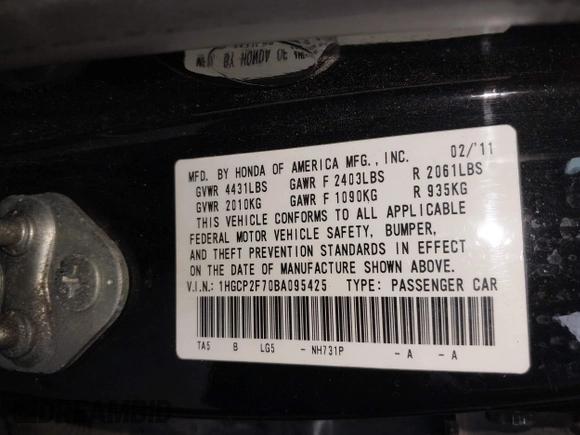 MFD. BY HONDA OF AMERICA MFG., INC. 02/'11
GVWR 4431LBS GAWR F 2403LBS R 2061LBS
GVWR 2010KG GAWR F 1090KG R 935KG
THIS VEHICLE CONFORMS TO ALL APPLICABLE
FEDERAL MOTOR VEHICLE SAFETY, BUMPER,
AND THEFT PREVENTION STANDARDS IN EFFECT
ON THE DATE OF MANUFACTURE SHOWN ABOVE.
V.I.N.: 1HGCP2F70BA095425 TYPE: PASSENGER CAR
TA5 B LG5 - NH731P - A - A
DREAMBID